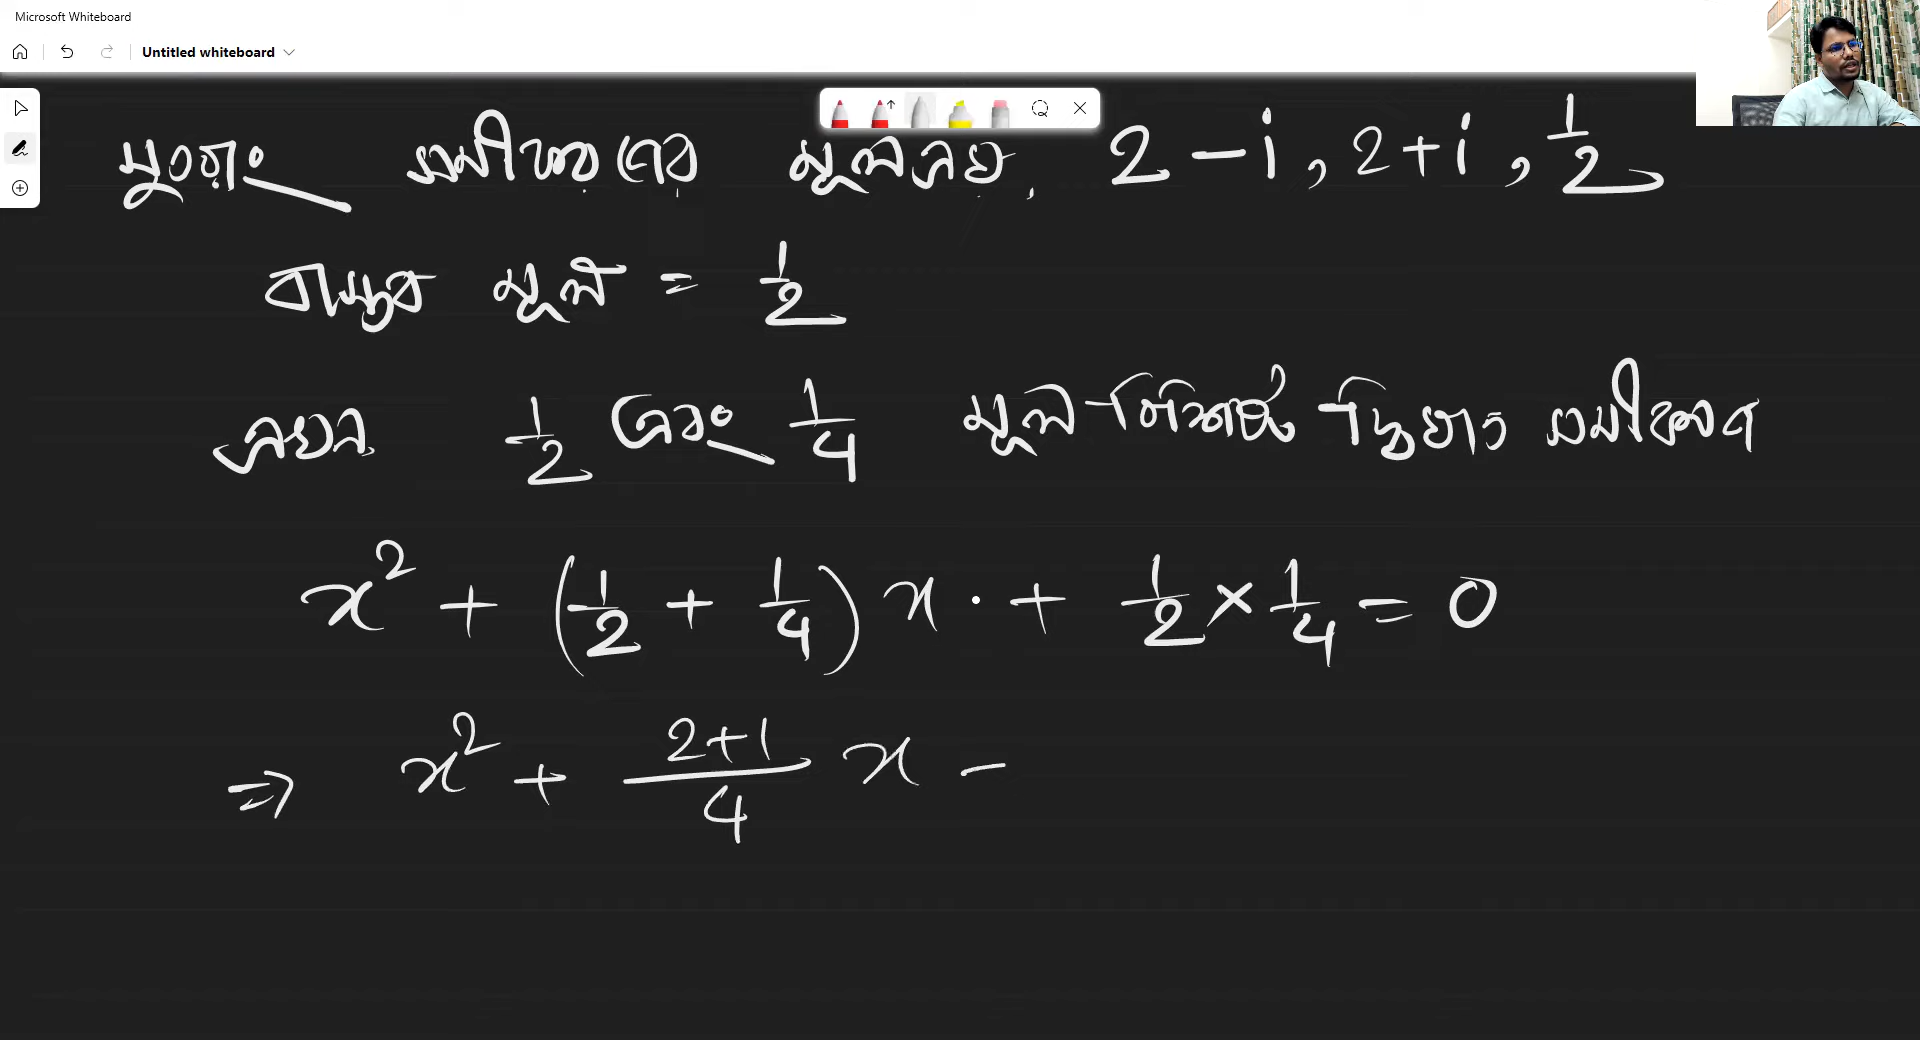 Microsoft Whiteboard
Untitled whiteboard
সুতরাং সমীকরণের মূলত্রয়, 2 - i, 2 + i, 1/2
বাস্তব মূল = 1/2
এখন 1/2 এবং 1/4 মূল বিশিষ্ট দ্বিঘাত সমীকরণ
x² + (1/2 + 1/4) x . + 1/2 × 1/4 = 0
⇒ x² + (2+1)/4 x -